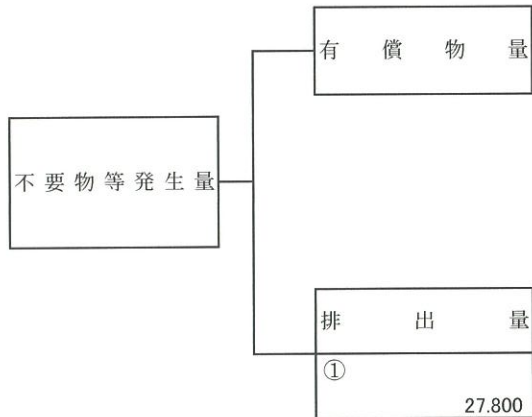 有償物量
不要物等発生量
排出量
①
27.800